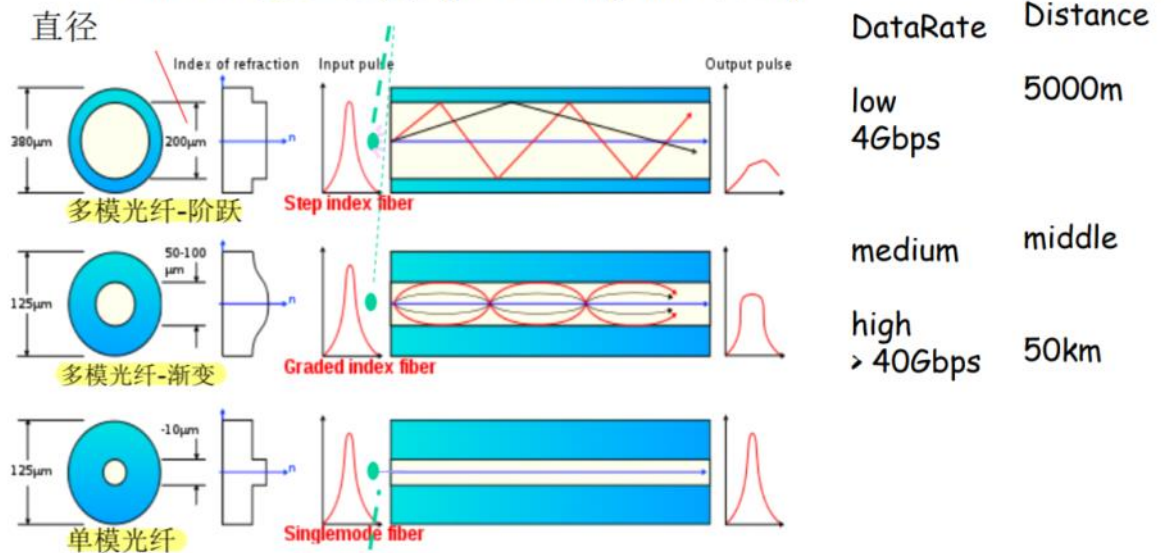 直径
Index of refraction
Input pulse
Output pulse
DataRate
Distance
380μm
200μm
n
low
4Gbps
5000m
多模光纤-阶跃
Step index fiber
50-100
μm
125μm
n
medium
middle
多模光纤-渐变
Graded index fiber
high
> 40Gbps
50km
-10μm
125μm
n
单模光纤
Singlemode fiber